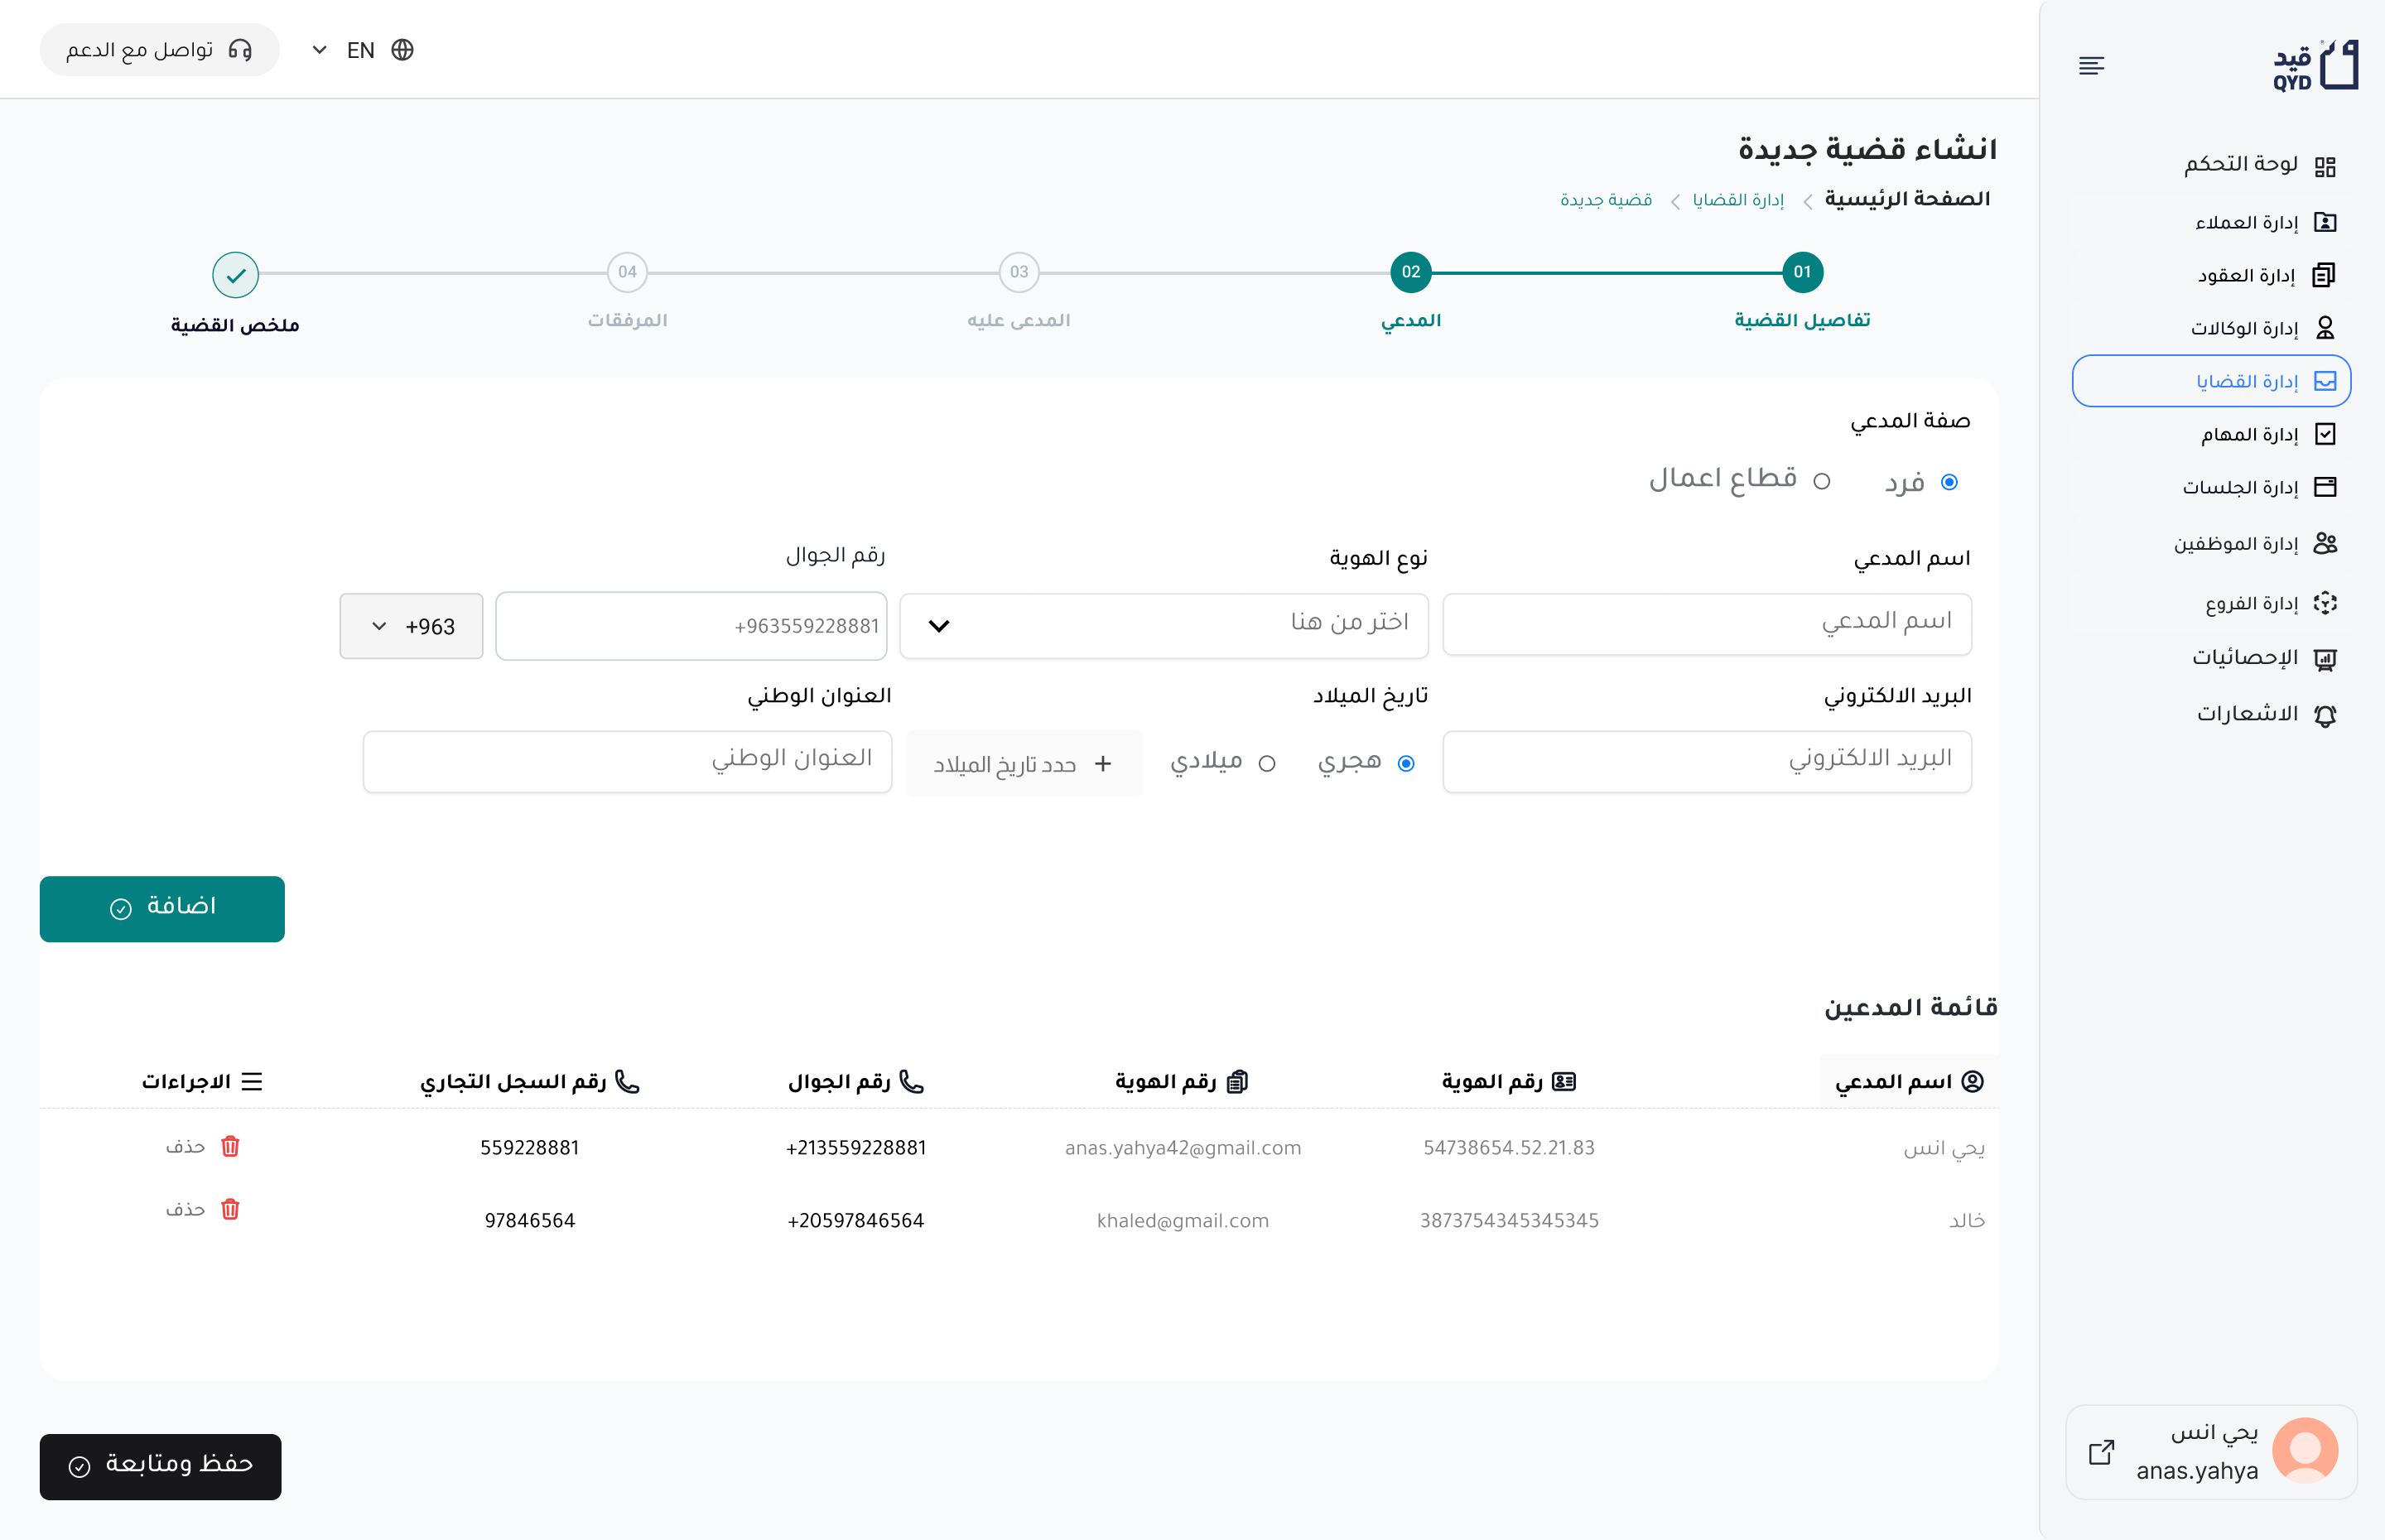 قيد
QYD
تواصل مع الدعم
EN
لوحة التحكم
إدارة العملاء
إدارة العقود
إدارة الوكالات
إدارة القضايا
إدارة المهام
إدارة الجلسات
إدارة الموظفين
إدارة الفروع
الإحصائيات
الاشعارات
يحي انس
anas.yahya
انشاء قضية جديدة
الصفحة الرئيسية إدارة القضايا قضية جديدة
01 02 03 04
تفاصيل القضية المدعي المدعى عليه المرفقات ملخص القضية
صفة المدعي
فرد قطاع اعمال
اسم المدعي نوع الهوية رقم الجوال
اسم المدعي اختر من هنا +963559228881 +963
البريد الالكتروني تاريخ الميلاد العنوان الوطني
البريد الالكتروني هجري ميلادي + حدد تاريخ الميلاد العنوان الوطني
اضافة
قائمة المدعين
اسم المدعي رقم الهوية رقم الهوية رقم الجوال رقم السجل التجاري الاجراءات
يحي انس 54738654.52.21.83 anas.yahya42@gmail.com +213559228881 559228881 حذف
خالد 3873754345345345 khaled@gmail.com +20597846564 97846564 حذف
حفظ ومتابعة